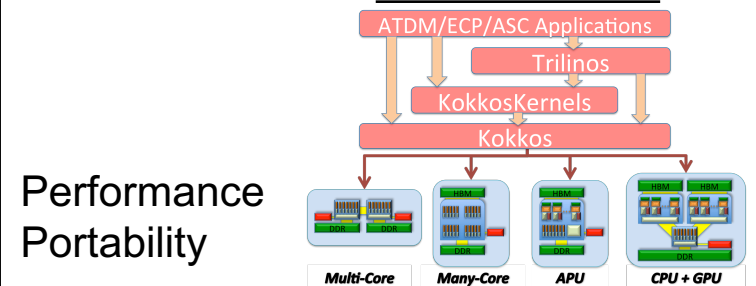 ATDM/ECP/ASC Applications
Trilinos
KokkosKernels
Kokkos
Performance
Portability
HBM
HBM
HBM HBM
DDR DDR
DDR
DDR
DDR
Multi-Core
Many-Core
APU
CPU + GPU